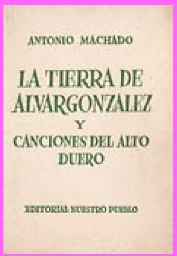 ANTONIO MACHADO
LA TIERRA DE
ALVARGONZALEZ
Y
CANCIONES DEL ALTO
DUERO
EDITORIAL NUESTRO PUEBLO